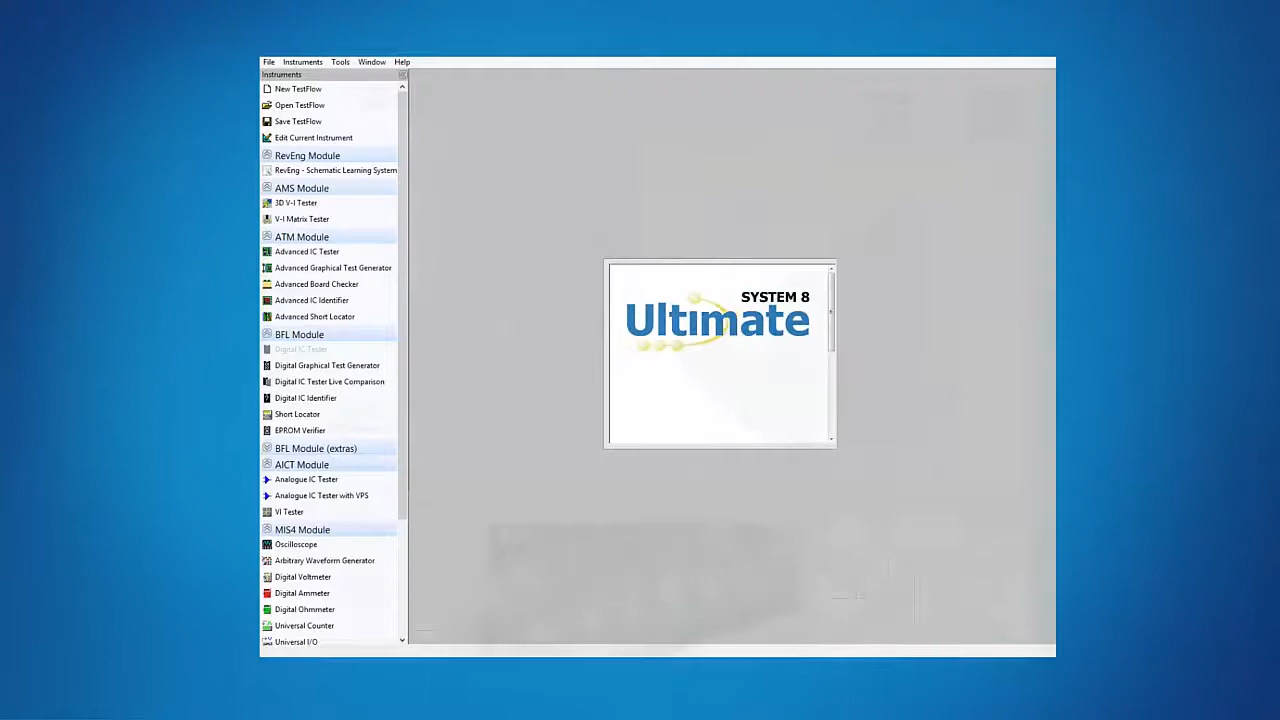 File Instruments Tools Window Help
Instruments
New TestFlow
Open TestFlow
Save TestFlow
Edit Current Instrument
RevEng Module
RevEng - Schematic Learning System
AMS Module
3D V-I Tester
V-I Matrix Tester
ATM Module
Advanced IC Tester
Advanced Graphical Test Generator
Advanced Board Checker
Advanced IC Identifier
Advanced Short Locator
BFL Module
Digital IC Tester
Digital Graphical Test Generator
Digital IC Tester Live Comparison
Digital IC Identifier
Short Locator
EPROM Verifier
BFL Module (extras)
AICT Module
Analogue IC Tester
Analogue IC Tester with VPS
VI Tester
MIS4 Module
Oscilloscope
Arbitrary Waveform Generator
Digital Voltmeter
Digital Ammeter
Digital Ohmmeter
Universal Counter
Universal I/O
SYSTEM 8
Ultimate